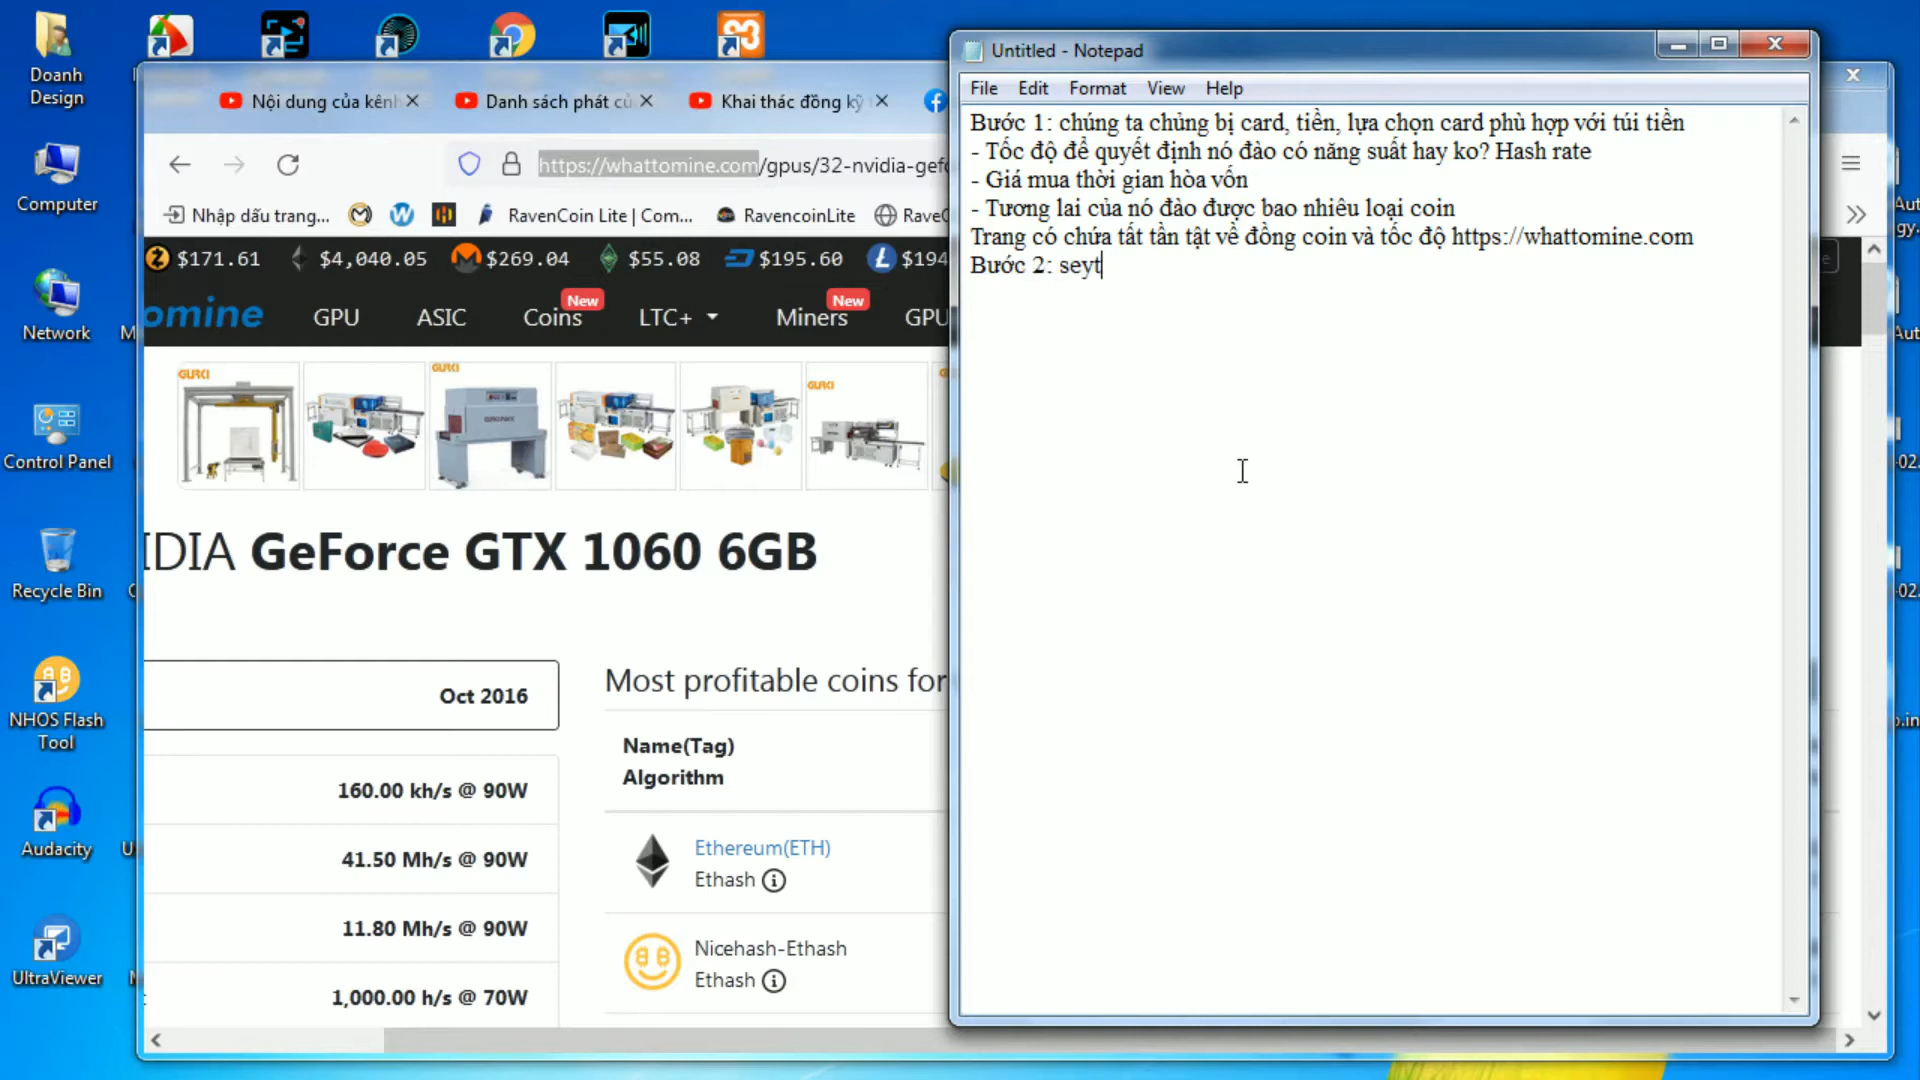 Doanh
Design
Computer
Network
Control Panel
Recycle Bin
NHOS Flash
Tool
Audacity
UltraViewer
Nội dung của kênh
Danh sách phát củ
Khai thác đồng kỹ
https://whattomine.com/gpus/32-nvidia-gefo
Nhập dấu trang...
RavenCoin Lite | Com...
RavencoinLite
RaveC
$171.61
$4,040.05
$269.04
$55.08
$195.60
$194
omine
GPU
ASIC
Coins
New
LTC+
Miners
New
GPU
GURKI
GURKI
GURKI
IDIA GeForce GTX 1060 6GB
Oct 2016
160.00 kh/s @ 90W
41.50 Mh/s @ 90W
11.80 Mh/s @ 90W
1,000.00 h/s @ 70W
Most profitable coins for
Name(Tag)
Algorithm
Ethereum(ETH)
Ethash
Nicehash-Ethash
Ethash
Untitled - Notepad
File Edit Format View Help
Bước 1: chúng ta chủng bị card, tiền, lựa chọn card phù hợp với túi tiền
- Tốc độ để quyết định nó đào có năng suất hay ko? Hash rate
- Giá mua thời gian hòa vốn
- Tương lai của nó đào được bao nhiêu loại coin
Trang có chứa tất tần tật về đồng coin và tốc độ https://whattomine.com
Bước 2: seyt